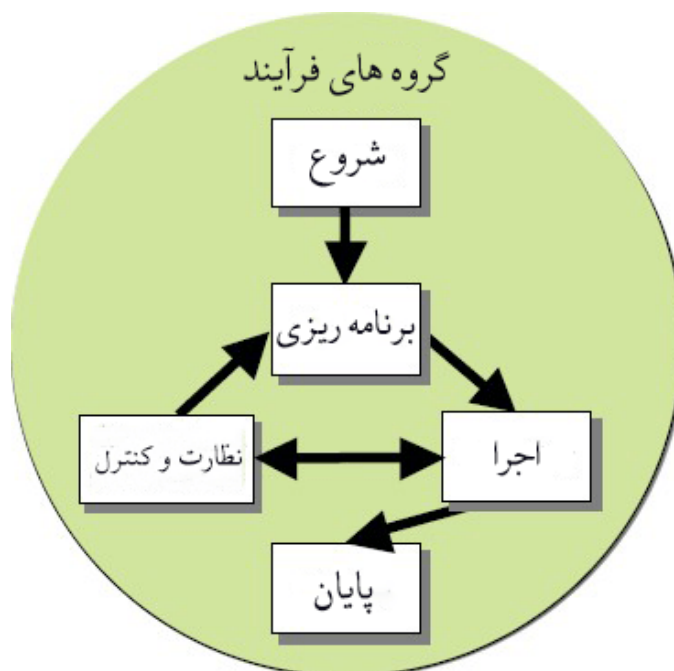 گروه های فرآیند
شروع
برنامه ریزی
اجرا
نظارت و کنترل
پایان